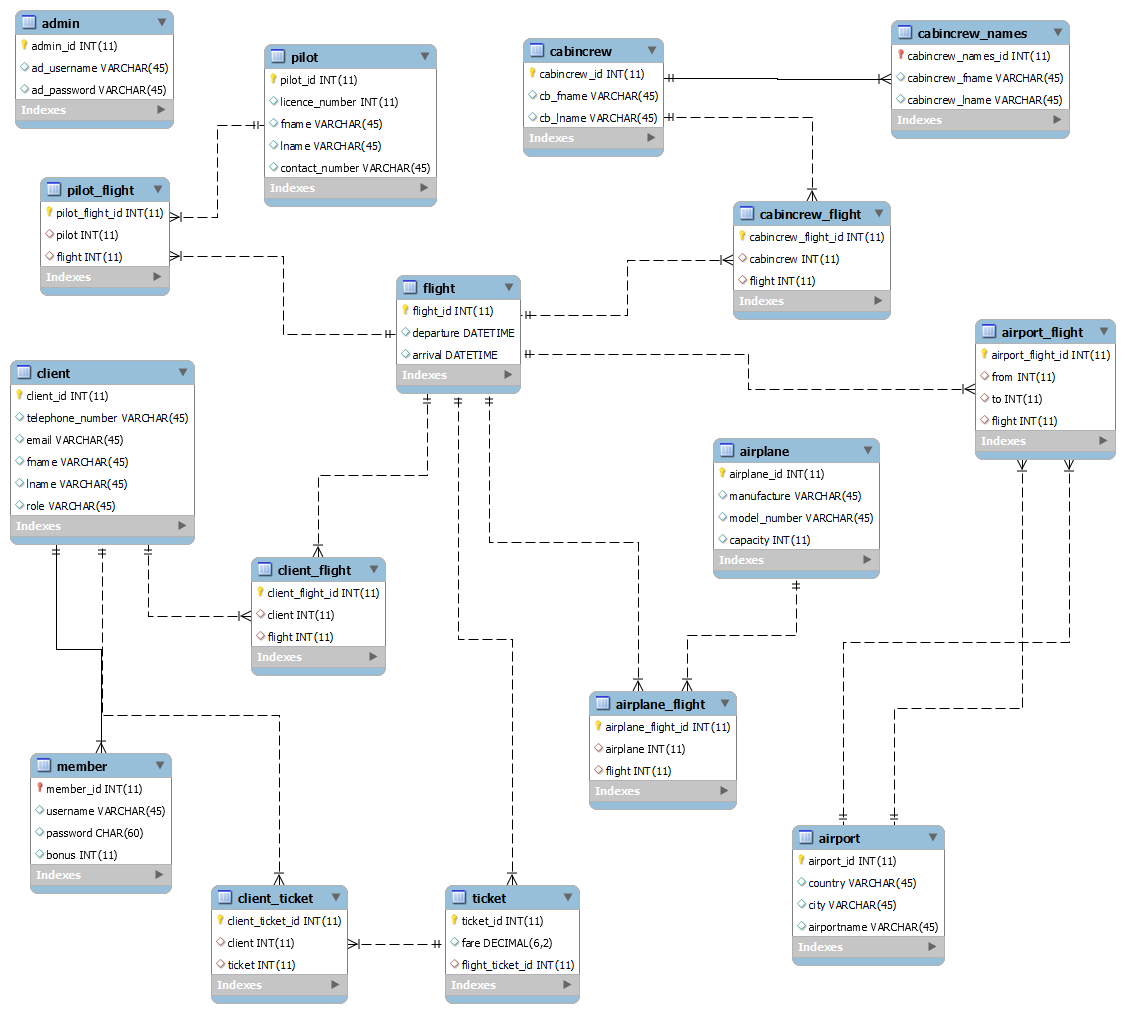 admin
admin_id INT(11)
ad_username VARCHAR(45)
ad_password VARCHAR(45)
Indexes
pilot
pilot_id INT(11)
licence_number INT(11)
fname VARCHAR(45)
lname VARCHAR(45)
contact_number VARCHAR(45)
Indexes
cabincrew
cabincrew_id INT(11)
cb_fname VARCHAR(45)
cb_lname VARCHAR(45)
Indexes
cabincrew_names
cabincrew_names_id INT(11)
cabincrew_fname VARCHAR(45)
cabincrew_lname VARCHAR(45)
Indexes
pilot_flight
pilot_flight_id INT(11)
pilot INT(11)
flight INT(11)
Indexes
cabincrew_flight
cabincrew_flight_id INT(11)
cabincrew INT(11)
flight INT(11)
Indexes
flight
flight_id INT(11)
departure DATETIME
arrival DATETIME
Indexes
airport_flight
airport_flight_id INT(11)
from INT(11)
to INT(11)
flight INT(11)
Indexes
client
client_id INT(11)
telephone_number VARCHAR(45)
email VARCHAR(45)
fname VARCHAR(45)
lname VARCHAR(45)
role VARCHAR(45)
Indexes
airplane
airplane_id INT(11)
manufacture VARCHAR(45)
model_number VARCHAR(45)
capacity INT(11)
Indexes
client_flight
client_flight_id INT(11)
client INT(11)
flight INT(11)
Indexes
airplane_flight
airplane_flight_id INT(11)
airplane INT(11)
flight INT(11)
Indexes
member
member_id INT(11)
username VARCHAR(45)
password CHAR(60)
bonus INT(11)
Indexes
airport
airport_id INT(11)
country VARCHAR(45)
city VARCHAR(45)
airportname VARCHAR(45)
Indexes
client_ticket
client_ticket_id INT(11)
client INT(11)
ticket INT(11)
Indexes
ticket
ticket_id INT(11)
fare DECIMAL(6,2)
flight_ticket_id INT(11)
Indexes